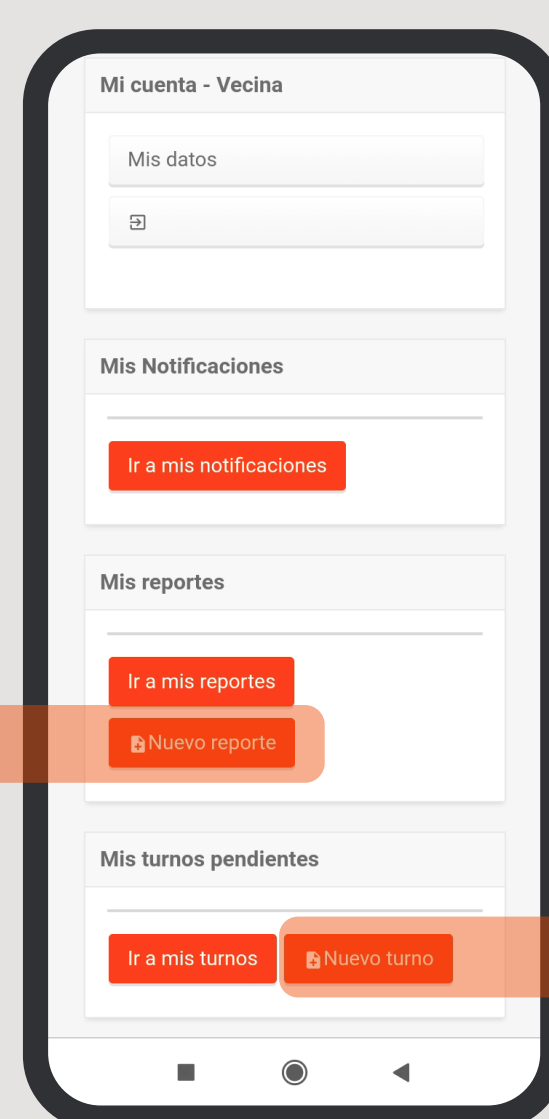 Mi cuenta - Vecina
Mis datos
Mis Notificaciones
Ir a mis notificaciones
Mis reportes
Ir a mis reportes
Nuevo reporte
Mis turnos pendientes
Ir a mis turnos
Nuevo turno